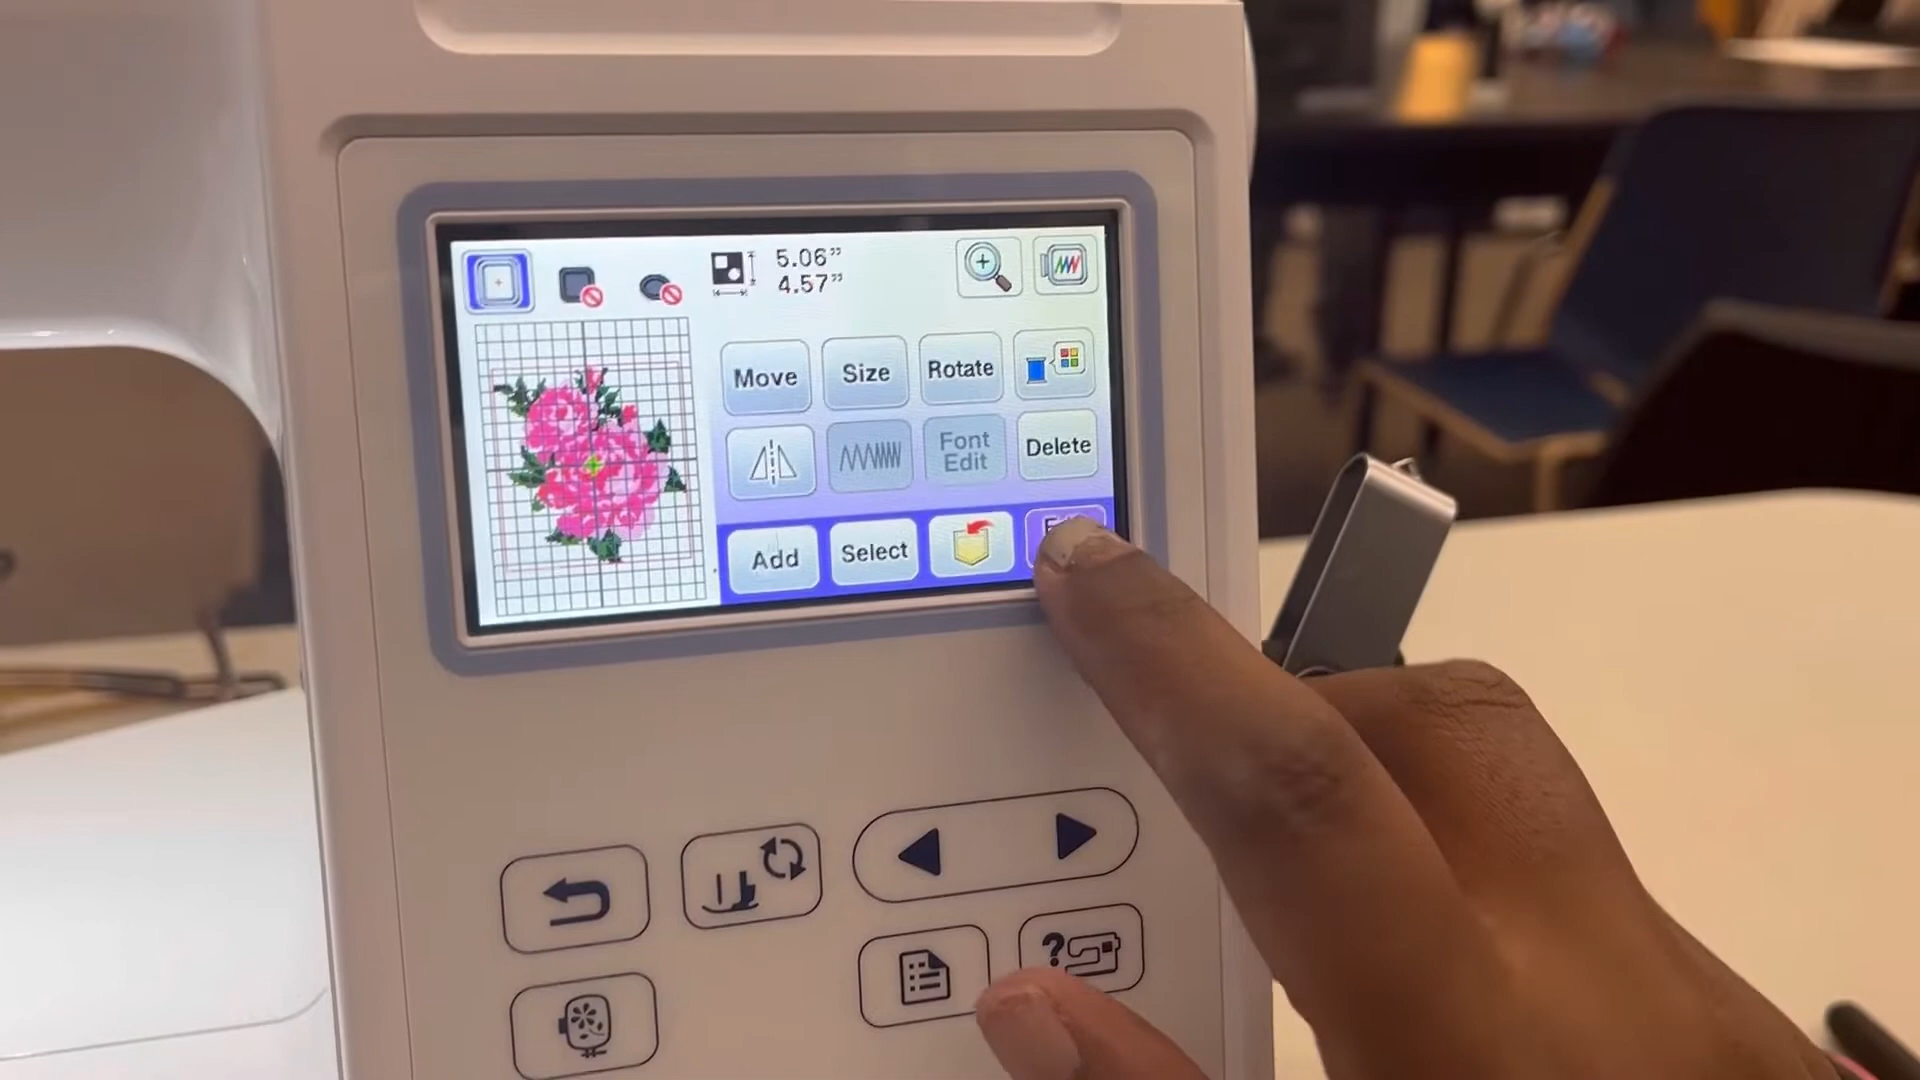 5.06"
4.57"
Move
Size
Rotate
Font
Edit
Delete
Add
Select
?